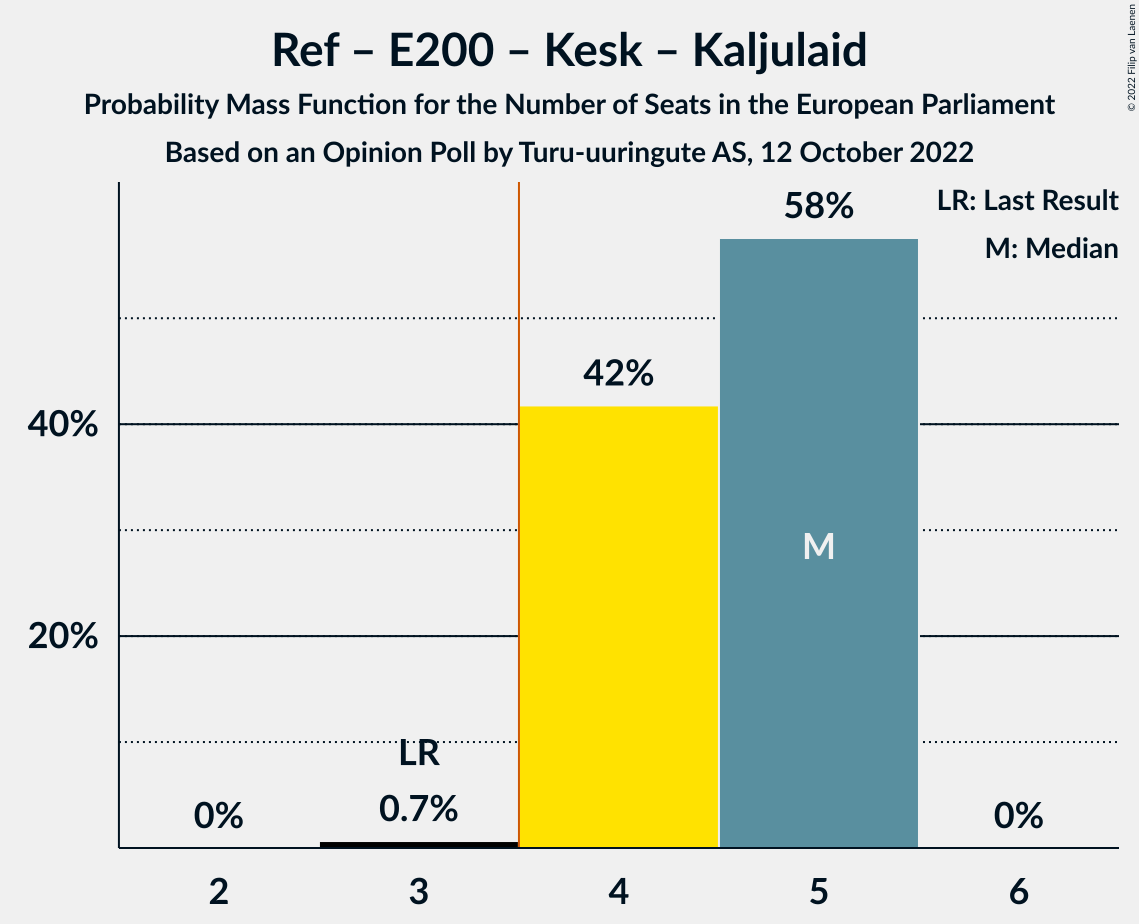 Ref – E200 – Kesk – Kaljulaid
Probability Mass Function for the Number of Seats in the European Parliament
Based on an Opinion Poll by Turu-uuringute AS, 12 October 2022
© 2022 Filip van Laenen
LR: Last Result
M: Median
58%
42%
40%
M
20%
LR
0%
0.7%
0%
2 3 4 5 6